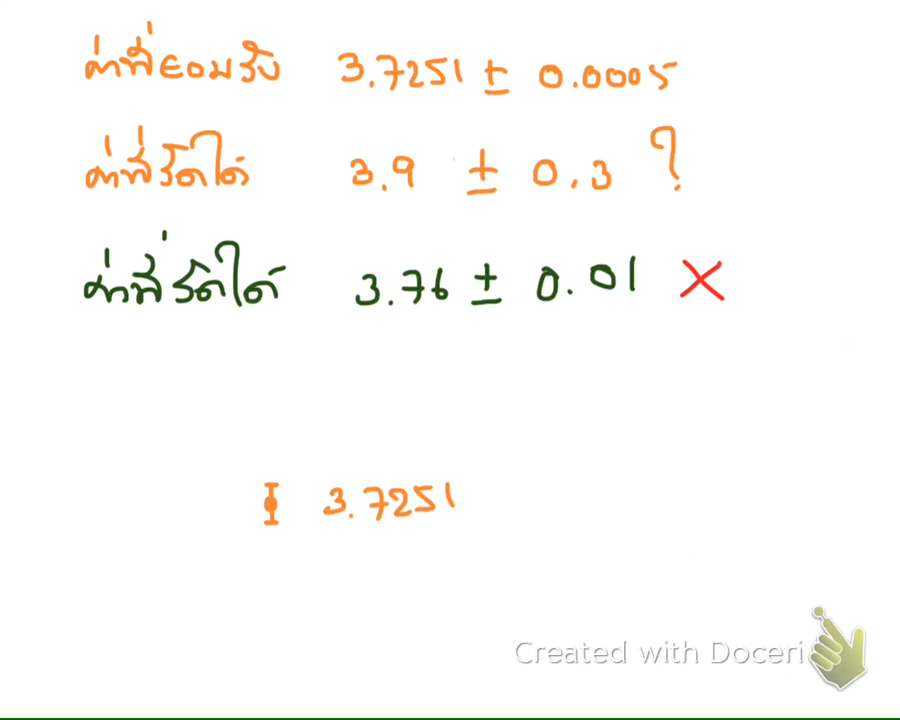 ค่าที่ยอมรับ 3.7251 ± 0.0005
ค่าที่วัดได้ 3.9 ± 0.3 ?
ค่าที่วัดได้ 3.76 ± 0.01 ×
3.7251
Created with Doceri